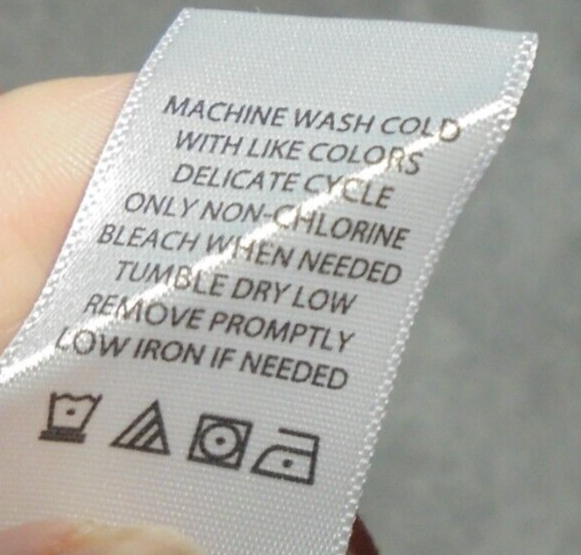 MACHINE WASH COLD
WITH LIKE COLORS
DELICATE CYCLE
ONLY NON-CHLORINE
BLEACH WHEN NEEDED
TUMBLE DRY LOW
REMOVE PROMPTLY
LOW IRON IF NEEDED